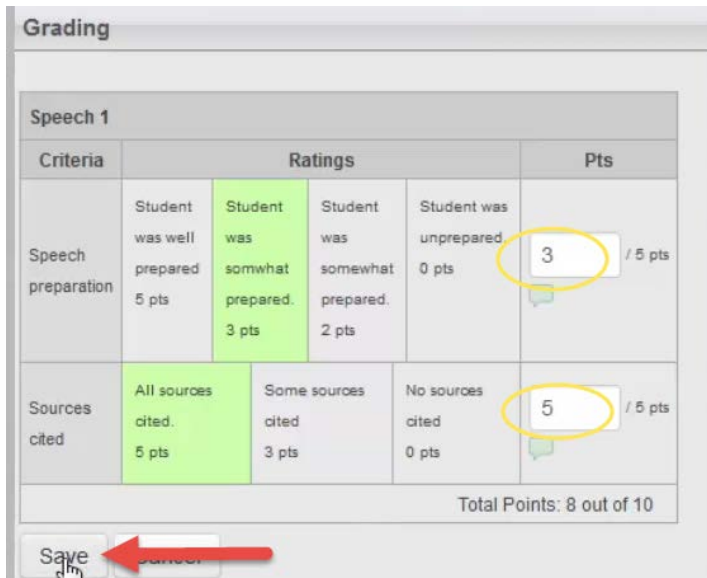 Grading
Speech 1
Criteria
Ratings
Pts
Speech
preparation
Student
was well
prepared
5 pts
Student
was
somwhat
prepared.
3 pts
Student
was
somewhat
prepared.
2 pts
Student was
unprepared.
0 pts
3 / 5 pts
Sources
cited
All sources
cited.
5 pts
Some sources
cited
3 pts
No sources
cited
0 pts
5 / 5 pts
Total Points: 8 out of 10
Save
Cancel